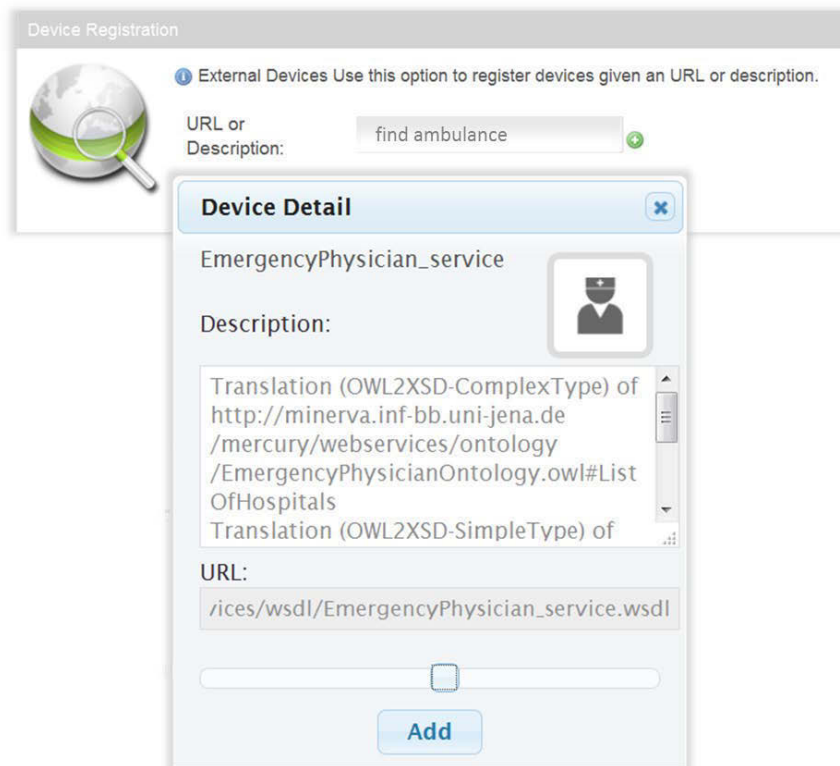 Device Registration
External Devices Use this option to register devices given an URL or description.
URL or
Description:
find ambulance
Device Detail
EmergencyPhysician_service
Description:
Translation (OWL2XSD-ComplexType) of
http://minerva.inf-bb.uni-jena.de
/mercury/webservices/ontology
/EmergencyPhysicianOntology.owl#List
OfHospitals
Translation (OWL2XSD-SimpleType) of
URL:
ices/wsdl/EmergencyPhysician_service.wsdl
Add